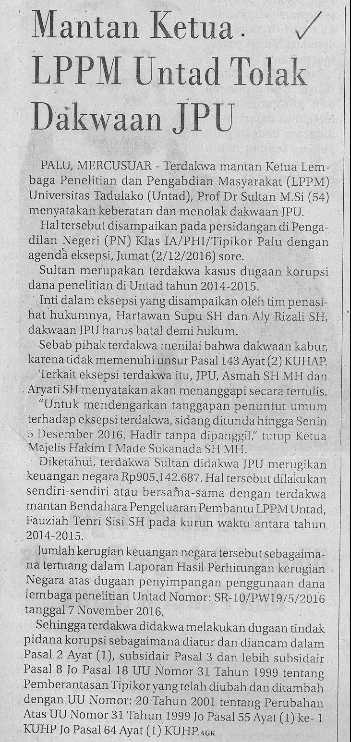 Mantan Ketua
LPPM Untad Tolak
Dakwaan JPU
PALU, MERCUSUAR - Terdakwa mantan Ketua Lem-
baga Penelitian dan Pengabdian Masyarakat (LPPM)
Universitas Tadulako (Untad), Prof Dr Sultan M.Si (54)
menyatakan keberatan dan menolak dakwaan JPU.
Hal tersebut disampaikan pada persidangan di Penga-
dilan Negeri (PN) Klas IA/PHI/Tipikor Palu dengan
agenda eksepsi, Jumat (2/12/2016) sore.
Sultan merupakan terdakwa kasus dugaan korupsi
dana penelitian di Untad tahun 2014-2015.
Inti dalam eksepsi yang disampaikan oleh tim penasi-
hat hukumnya, Hartawan Supu SH dan Aly Rizali SH,
dakwaan JPU harus batal demi hukum.
Sebab pihak terdakwa menilai bahwa dakwaan kabur,
karena tidak memenuhi unsur Pasal 143 Ayat (2) KUHAP.
Terkait eksepsi terdakwa itu, JPU, Asmah SH MH dan
Aryati SH menyatakan akan menanggapi secara tertulis.
"Untuk mendengarkan tanggapan penuntut umum
terhadap eksepsi terdakwa, sidang ditunda hingga Senin
5 Desember 2016. Hadir tanpa dipanggil," tutup Ketua
Majelis Hakim I Made Sukanada SH MH.
Diketahui, terdakwa Sultan didakwa JPU merugikan
keuangan negara Rp905,142.687. Hal tersebut dilakukan
sendiri-sendiri atau bersama-sama dengan terdakwa
mantan Bendahara Pengeluaran Pembantu LPPM Untad,
Fauziah Tenri Sisi SH pada kurun waktu antara tahun
2014-2015.
Jumlah kerugian keuangan negara tersebut sebagaima-
na tertuang dalam Laporan Hasil Perhitungan kerugian
Negara atas dugaan penyimpangan penggunaan dana
lembaga penelitian Untad Nomor: SR-10/PW19/5/2016
tanggal 7 November 2016.
Sehingga terdakwa didakwa melakukan dugaan tindak
pidana korupsi sebagaimana diatur dan diancam dalam
Pasal 2 Ayat (1), subsidair Pasal 3 dan lebih subsidair
Pasal 8 Jo Pasal 18 UU Nomor 31 Tahun 1999 tentang
Pemberantasan Tipikor yang telah diubah dan ditambah
dengan UU Nomor: 20 Tahun 2001 tentang Perubahan
Atas UU Nomor 31 Tahun 1999 Jo Pasal 55 Ayat (1) ke- 1
KUHP Jo Pasal 64 Ayat (1) KUHP.AGK